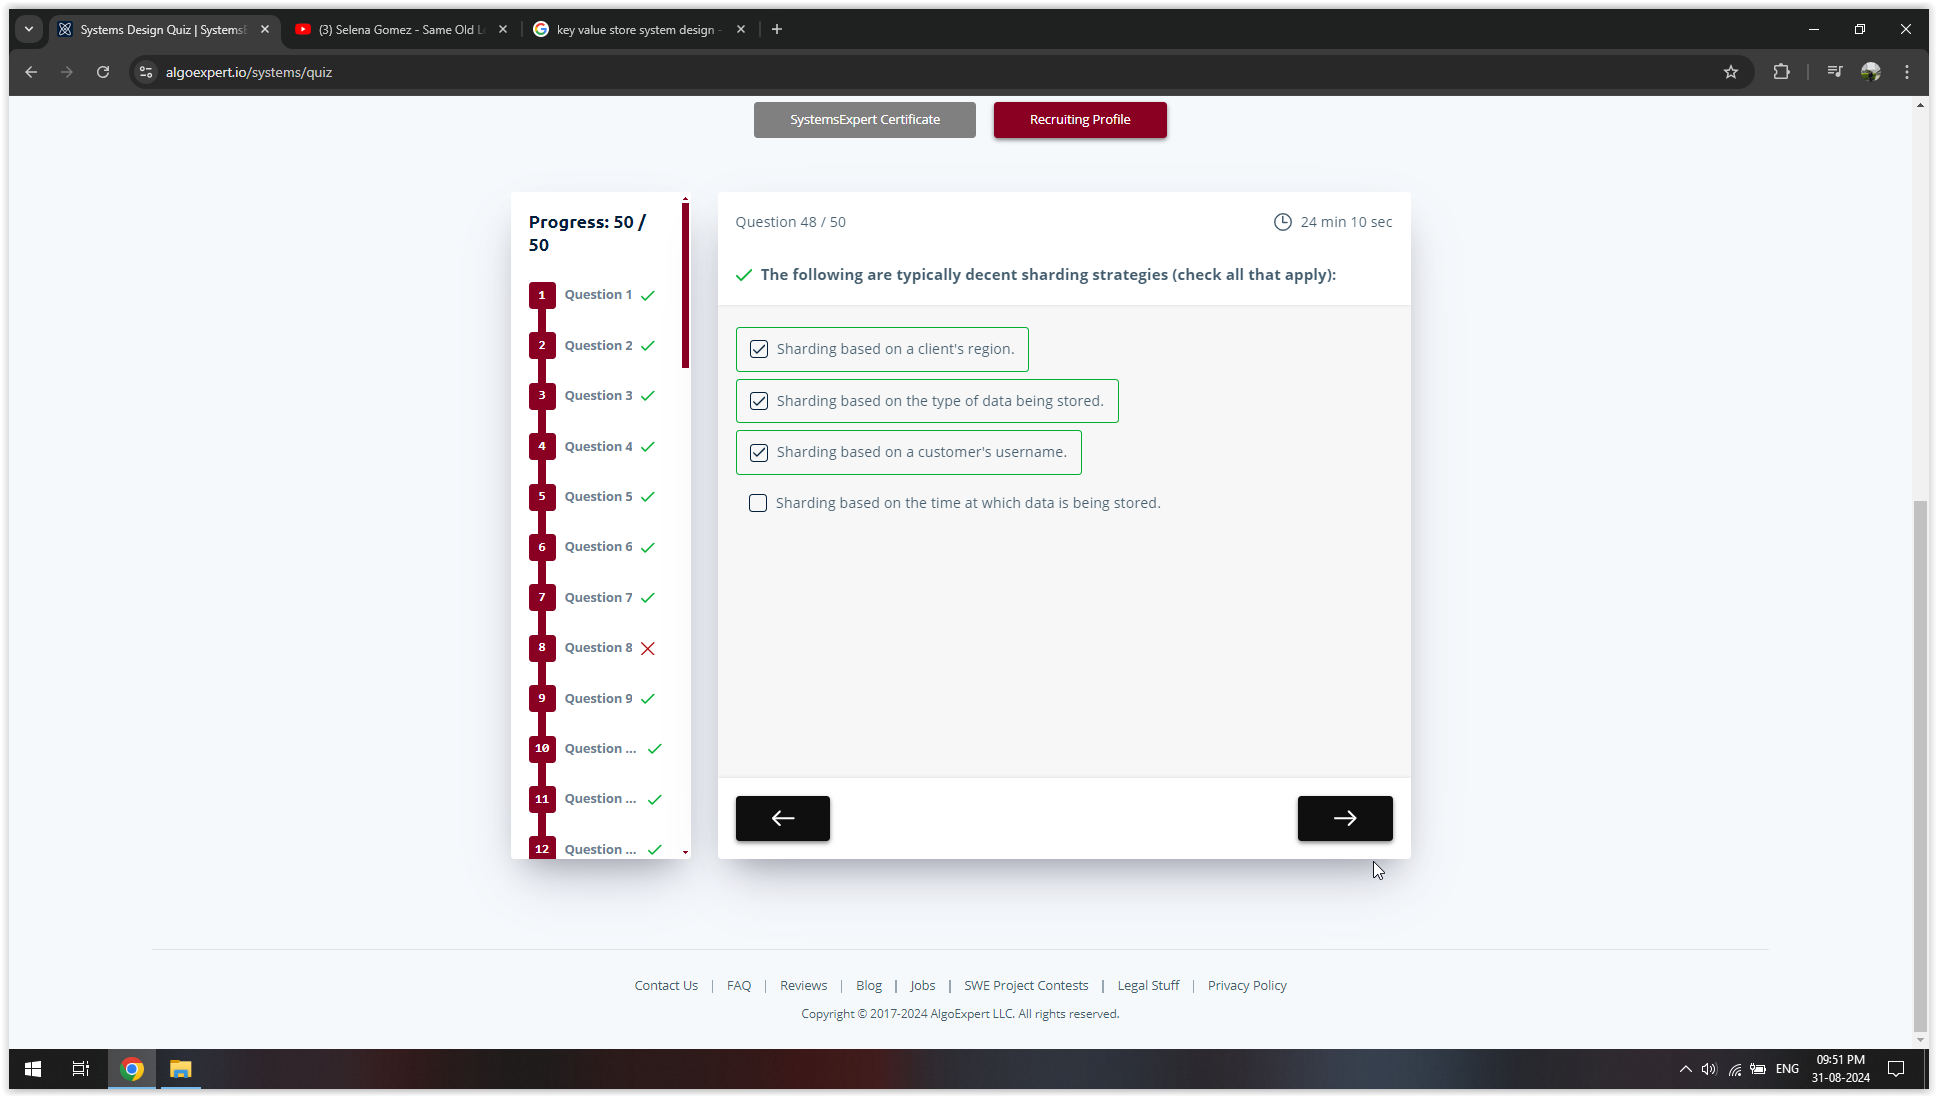 Systems Design Quiz | SystemsE
(3) Selena Gomez - Same Old L
key value store system design -
algoexpert.io/systems/quiz
SystemsExpert Certificate
Recruiting Profile
Progress: 50 /
50
1 Question 1
2 Question 2
3 Question 3
4 Question 4
5 Question 5
6 Question 6
7 Question 7
8 Question 8
9 Question 9
10 Question ...
11 Question ...
12 Question ...
Question 48 / 50
24 min 10 sec
The following are typically decent sharding strategies (check all that apply):
Sharding based on a client's region.
Sharding based on the type of data being stored.
Sharding based on a customer's username.
Sharding based on the time at which data is being stored.
Contact Us | FAQ | Reviews | Blog | Jobs | SWE Project Contests | Legal Stuff | Privacy Policy
Copyright © 2017-2024 AlgoExpert LLC. All rights reserved.
ENG
09:51 PM
31-08-2024